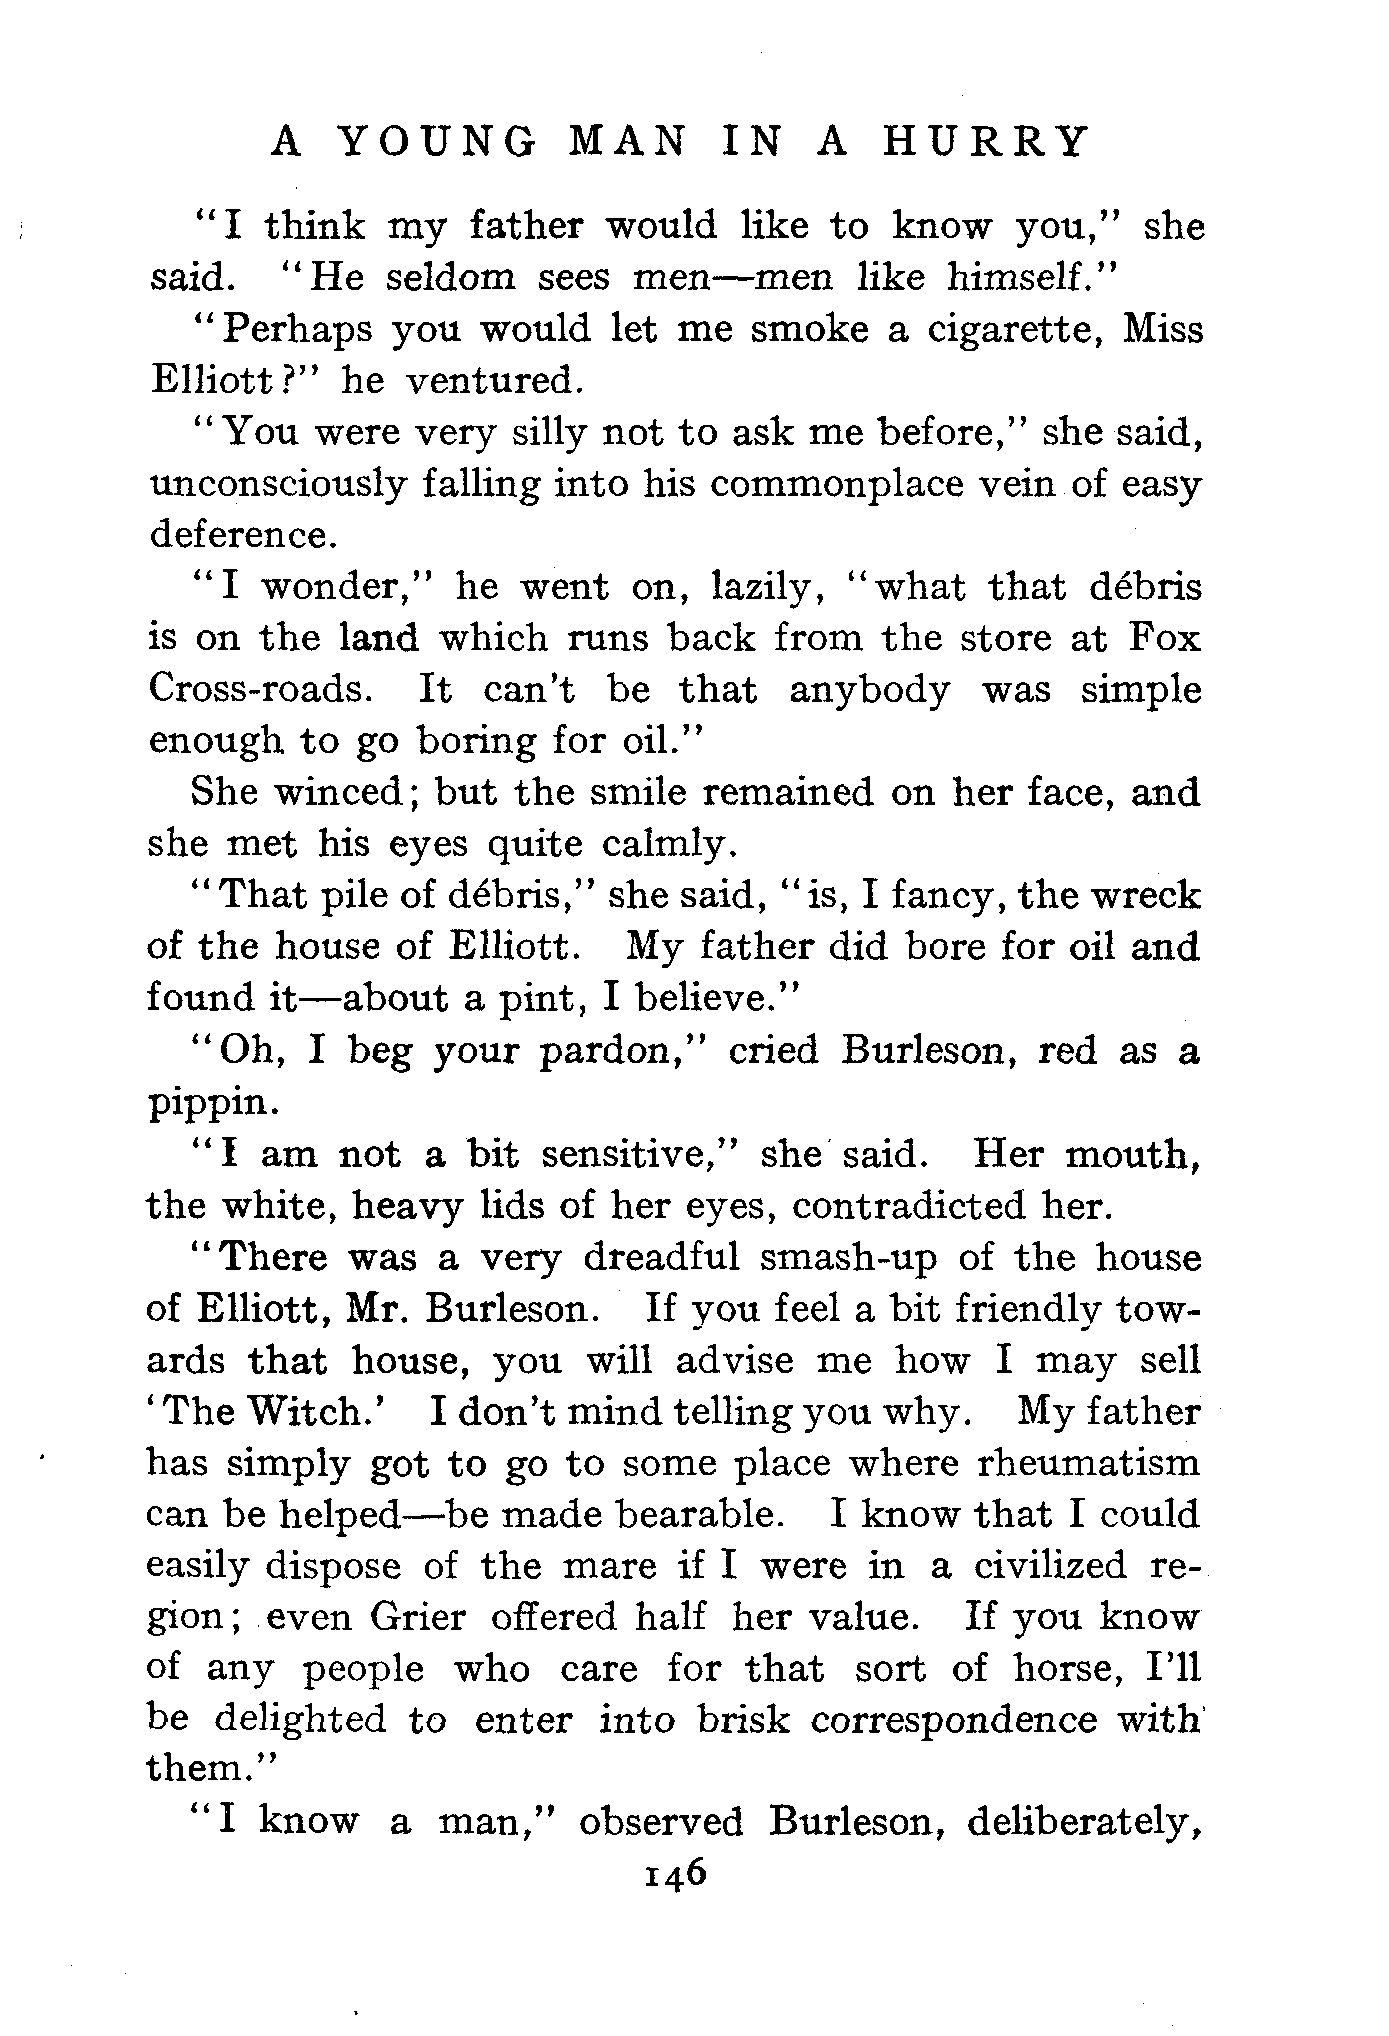 A YOUNG MAN IN A HURRY
"I think my father would like to know you," she
said. "He seldom sees men—men like himself."
"Perhaps you would let me smoke a cigarette, Miss
Elliott?" he ventured.
"You were very silly not to ask me before," she said,
unconsciously falling into his commonplace vein of easy
deference.
"I wonder," he went on, lazily, "what that débris
is on the land which runs back from the store at Fox
Cross-roads. It can't be that anybody was simple
enough to go boring for oil."
She winced; but the smile remained on her face, and
she met his eyes quite calmly.
"That pile of débris," she said, "is, I fancy, the wreck
of the house of Elliott. My father did bore for oil and
found it—about a pint, I believe."
"Oh, I beg your pardon," cried Burleson, red as a
pippin.
"I am not a bit sensitive," she said. Her mouth,
the white, heavy lids of her eyes, contradicted her.
"There was a very dreadful smash-up of the house
of Elliott, Mr. Burleson. If you feel a bit friendly tow-
ards that house, you will advise me how I may sell
'The Witch.' I don't mind telling you why. My father
has simply got to go to some place where rheumatism
can be helped—be made bearable. I know that I could
easily dispose of the mare if I were in a civilized re-
gion; even Grier offered half her value. If you know
of any people who care for that sort of horse, I'll
be delighted to enter into brisk correspondence with
them."
"I know a man," observed Burleson, deliberately,
146